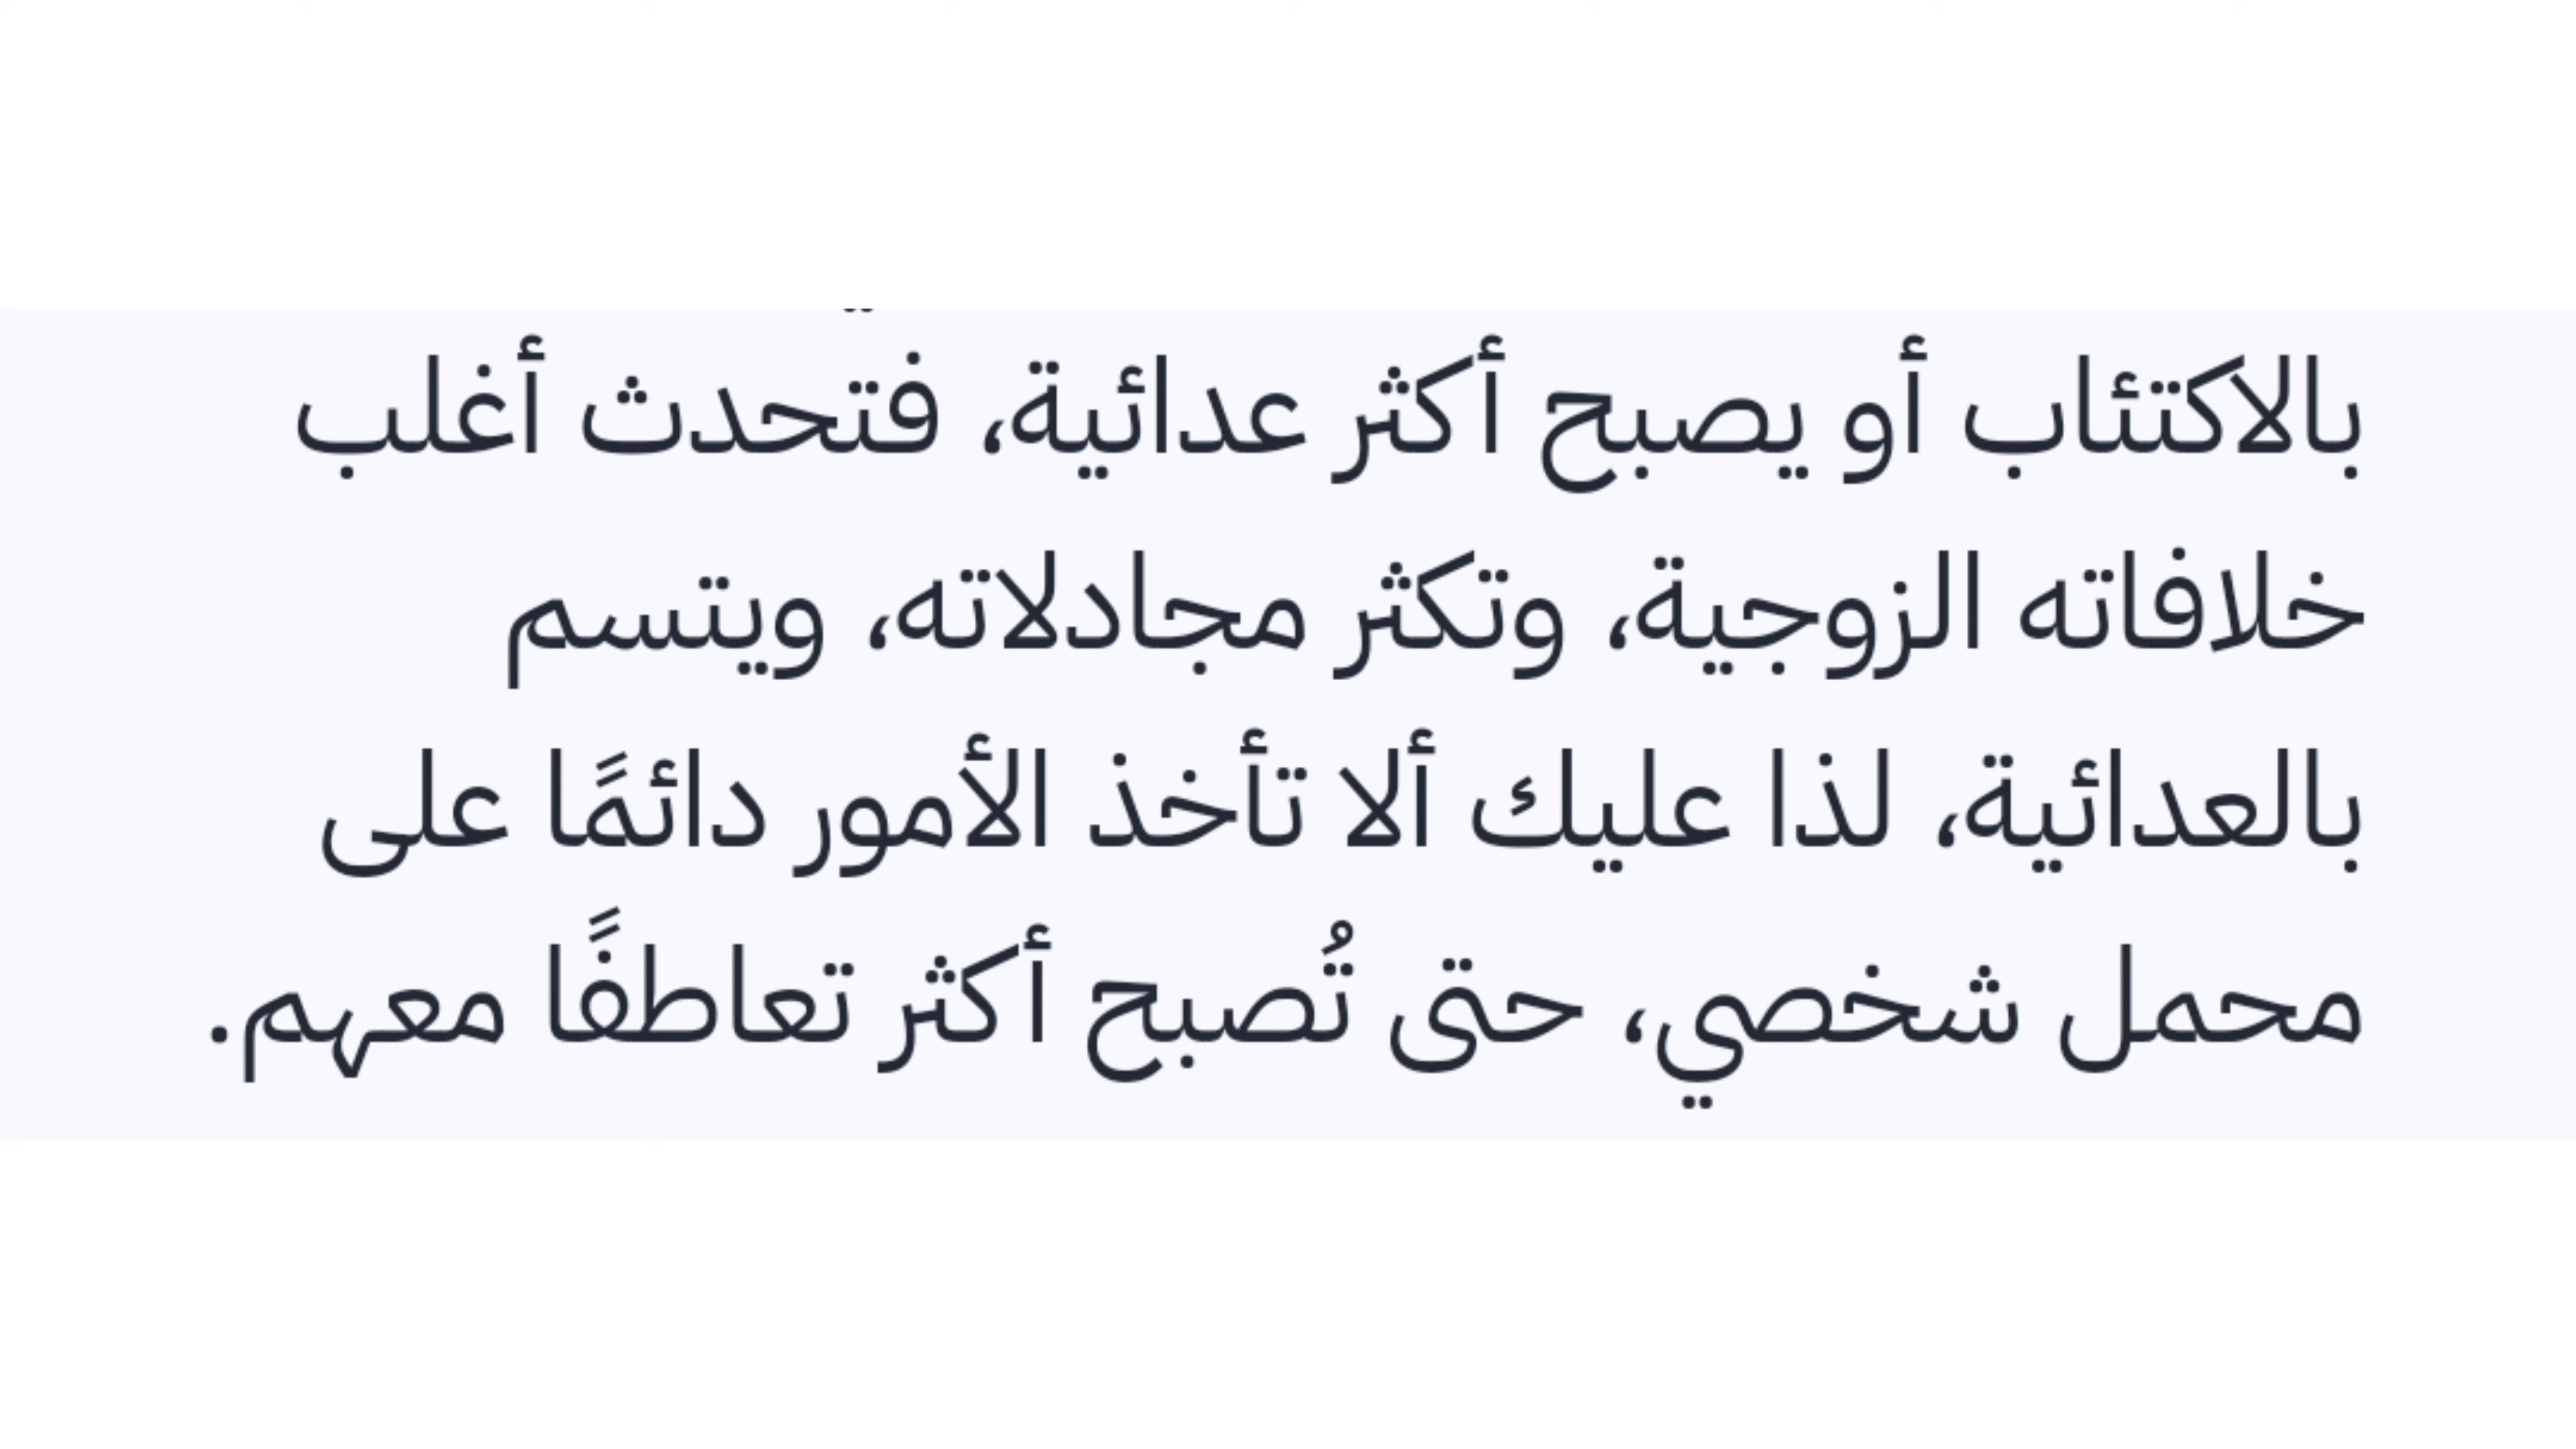 بالاكتئاب أو يصبح أكثر عدائية، فتحدث أغلب
خلافاته الزوجية، وتكثر مجادلاته، ويتسم
بالعدائية، لذا عليك ألا تأخذ الأمور دائمًا على
محمل شخصي، حتى تُصبح أكثر تعاطفًا معهم.